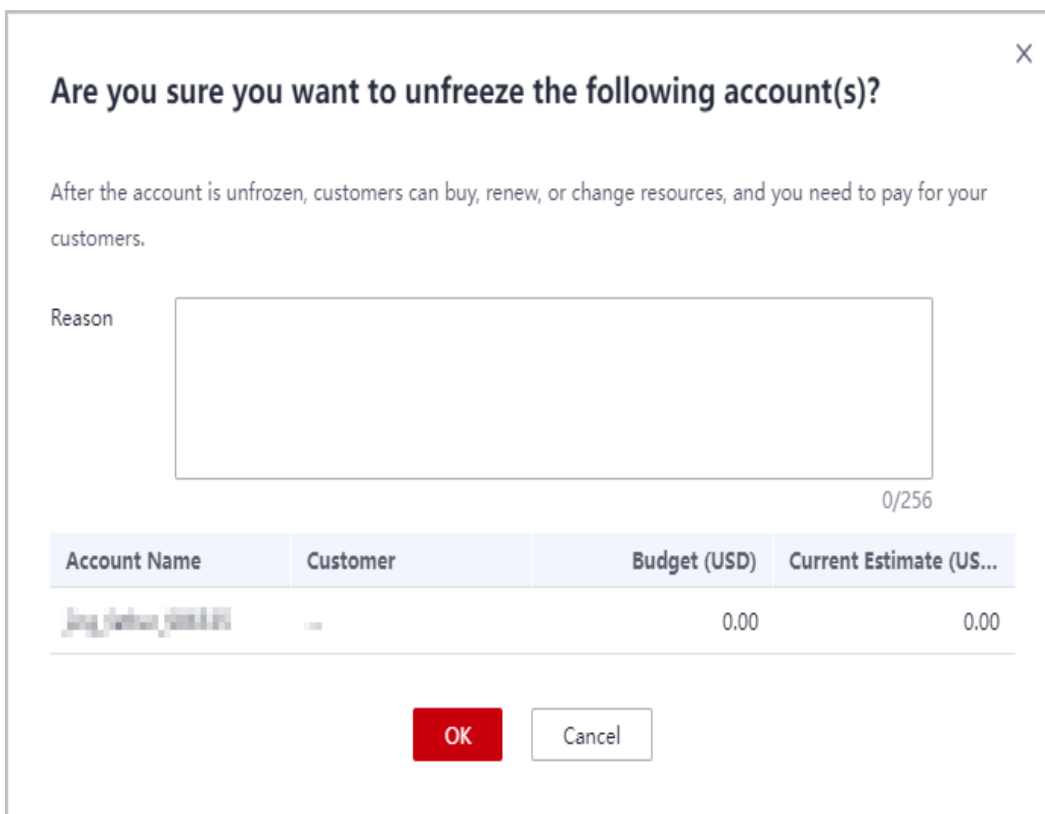 Are you sure you want to unfreeze the following account(s)?
After the account is unfrozen, customers can buy, renew, or change resources, and you need to pay for your
customers.
Reason
0/256
Account Name Customer Budget (USD) Current Estimate (US...
0.00 0.00
OK Cancel